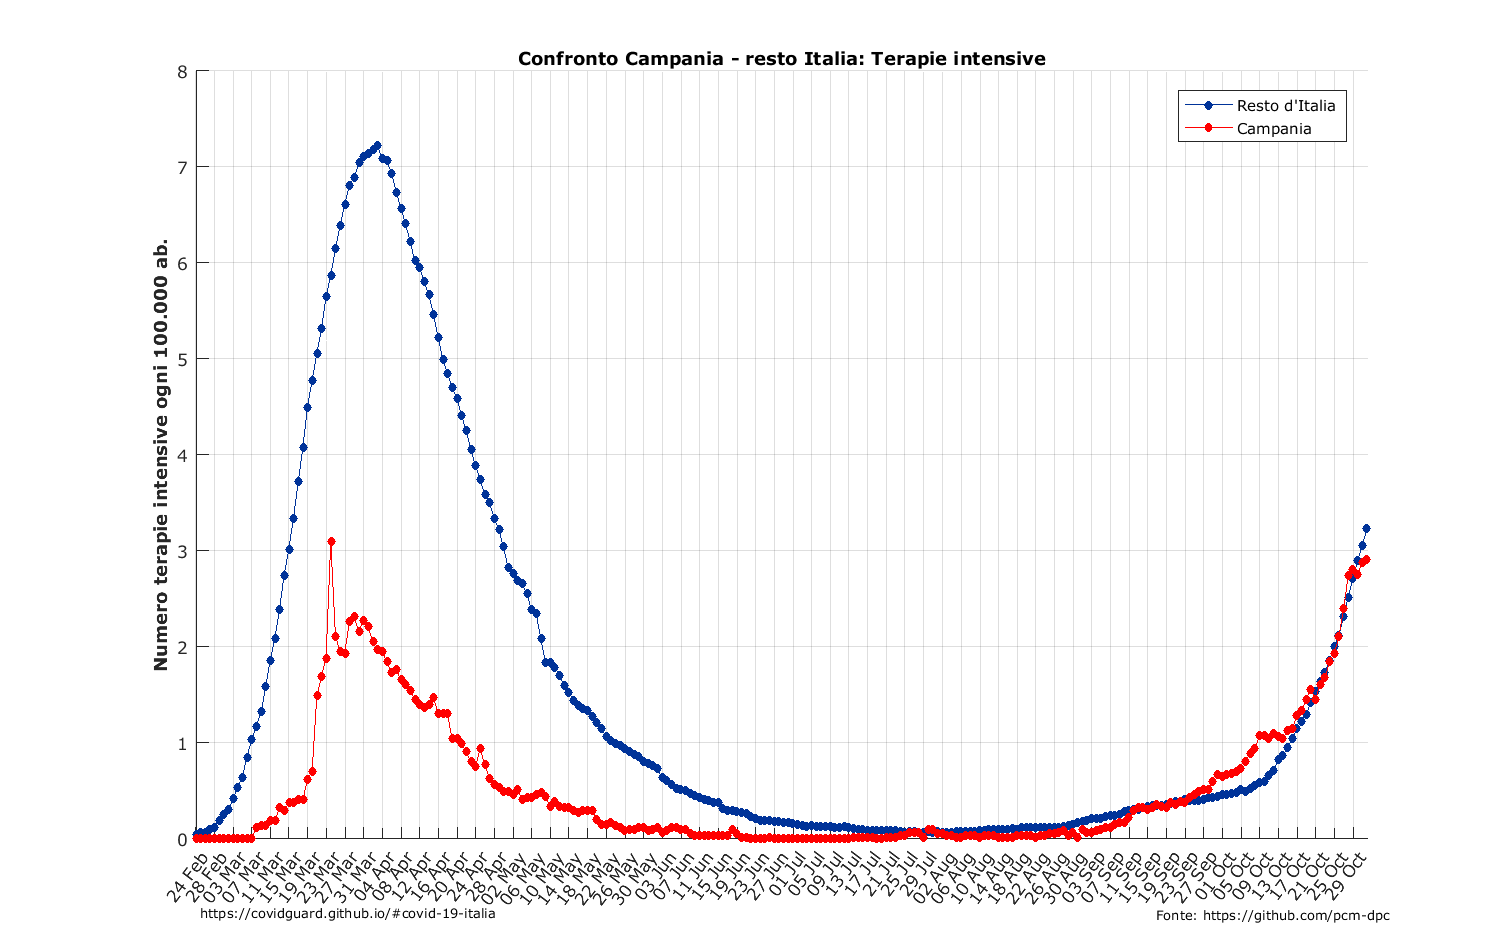 Confronto Campania - resto Italia: Terapie intensive
Resto d'Italia
Campania
Numero terapie intensive ogni 100.000 ab.
8
7
6
5
4
3
2
1
0
24 Feb
28 Feb
03 Mar
07 Mar
11 Mar
15 Mar
19 Mar
23 Mar
27 Mar
31 Mar
04 Apr
08 Apr
12 Apr
16 Apr
20 Apr
24 Apr
28 Apr
02 May
06 May
10 May
14 May
18 May
22 May
26 May
30 May
03 Jun
07 Jun
11 Jun
15 Jun
19 Jun
23 Jun
27 Jun
01 Jul
05 Jul
09 Jul
13 Jul
17 Jul
21 Jul
25 Jul
29 Jul
02 Aug
06 Aug
10 Aug
14 Aug
18 Aug
22 Aug
26 Aug
30 Aug
03 Sep
07 Sep
11 Sep
15 Sep
19 Sep
23 Sep
27 Sep
01 Oct
05 Oct
09 Oct
13 Oct
17 Oct
21 Oct
25 Oct
29 Oct
https://covidguard.github.io/#covid-19-italia
Fonte: https://github.com/pcm-dpc